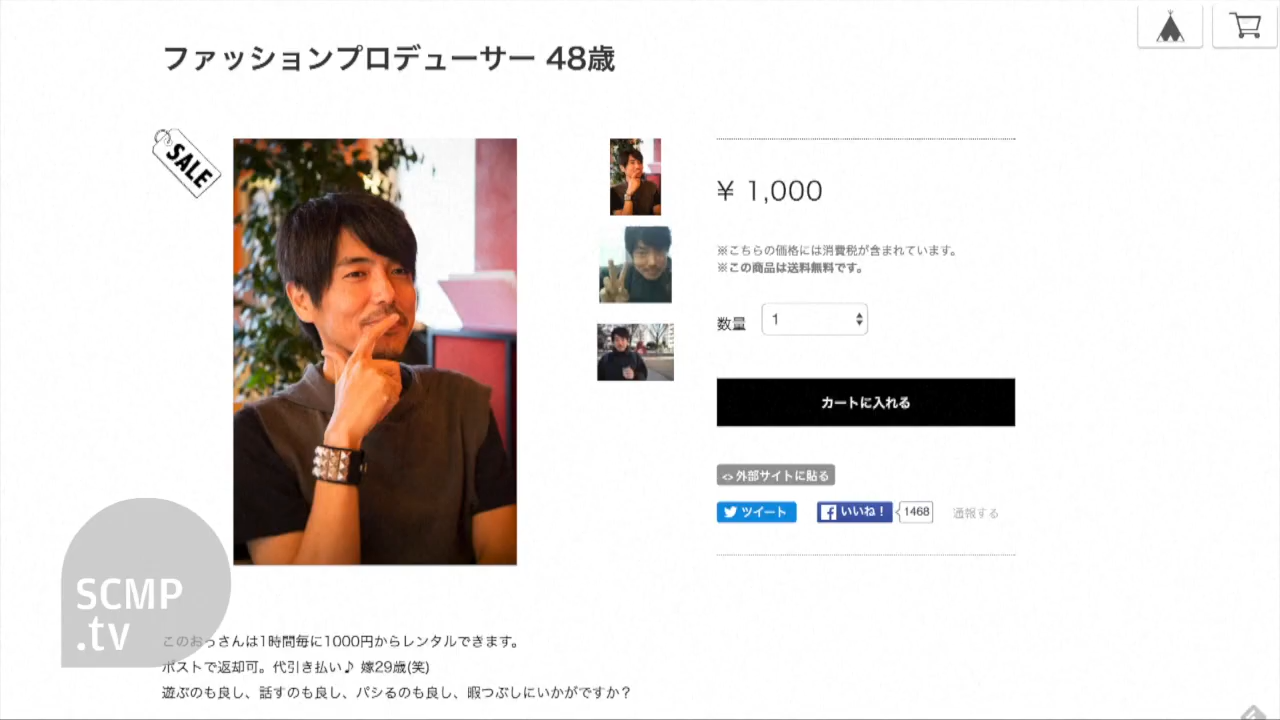 ファッションプロデューサー 48歳
SALE
¥ 1,000
※こちらの価格には消費税が含まれています。
※この商品は送料無料です。
数量
1
カートに入れる
<> 外部サイトに貼る
ツイート
いいね！
1468
通報する
SCMP
.tv
このおっさんは1時間毎に1000円からレンタルできます。
ポストで返却可。代引き払い♪ 嫁29歳(笑)
遊ぶのも良し、話すのも良し、パシるのも良し、暇つぶしにいかがですか？